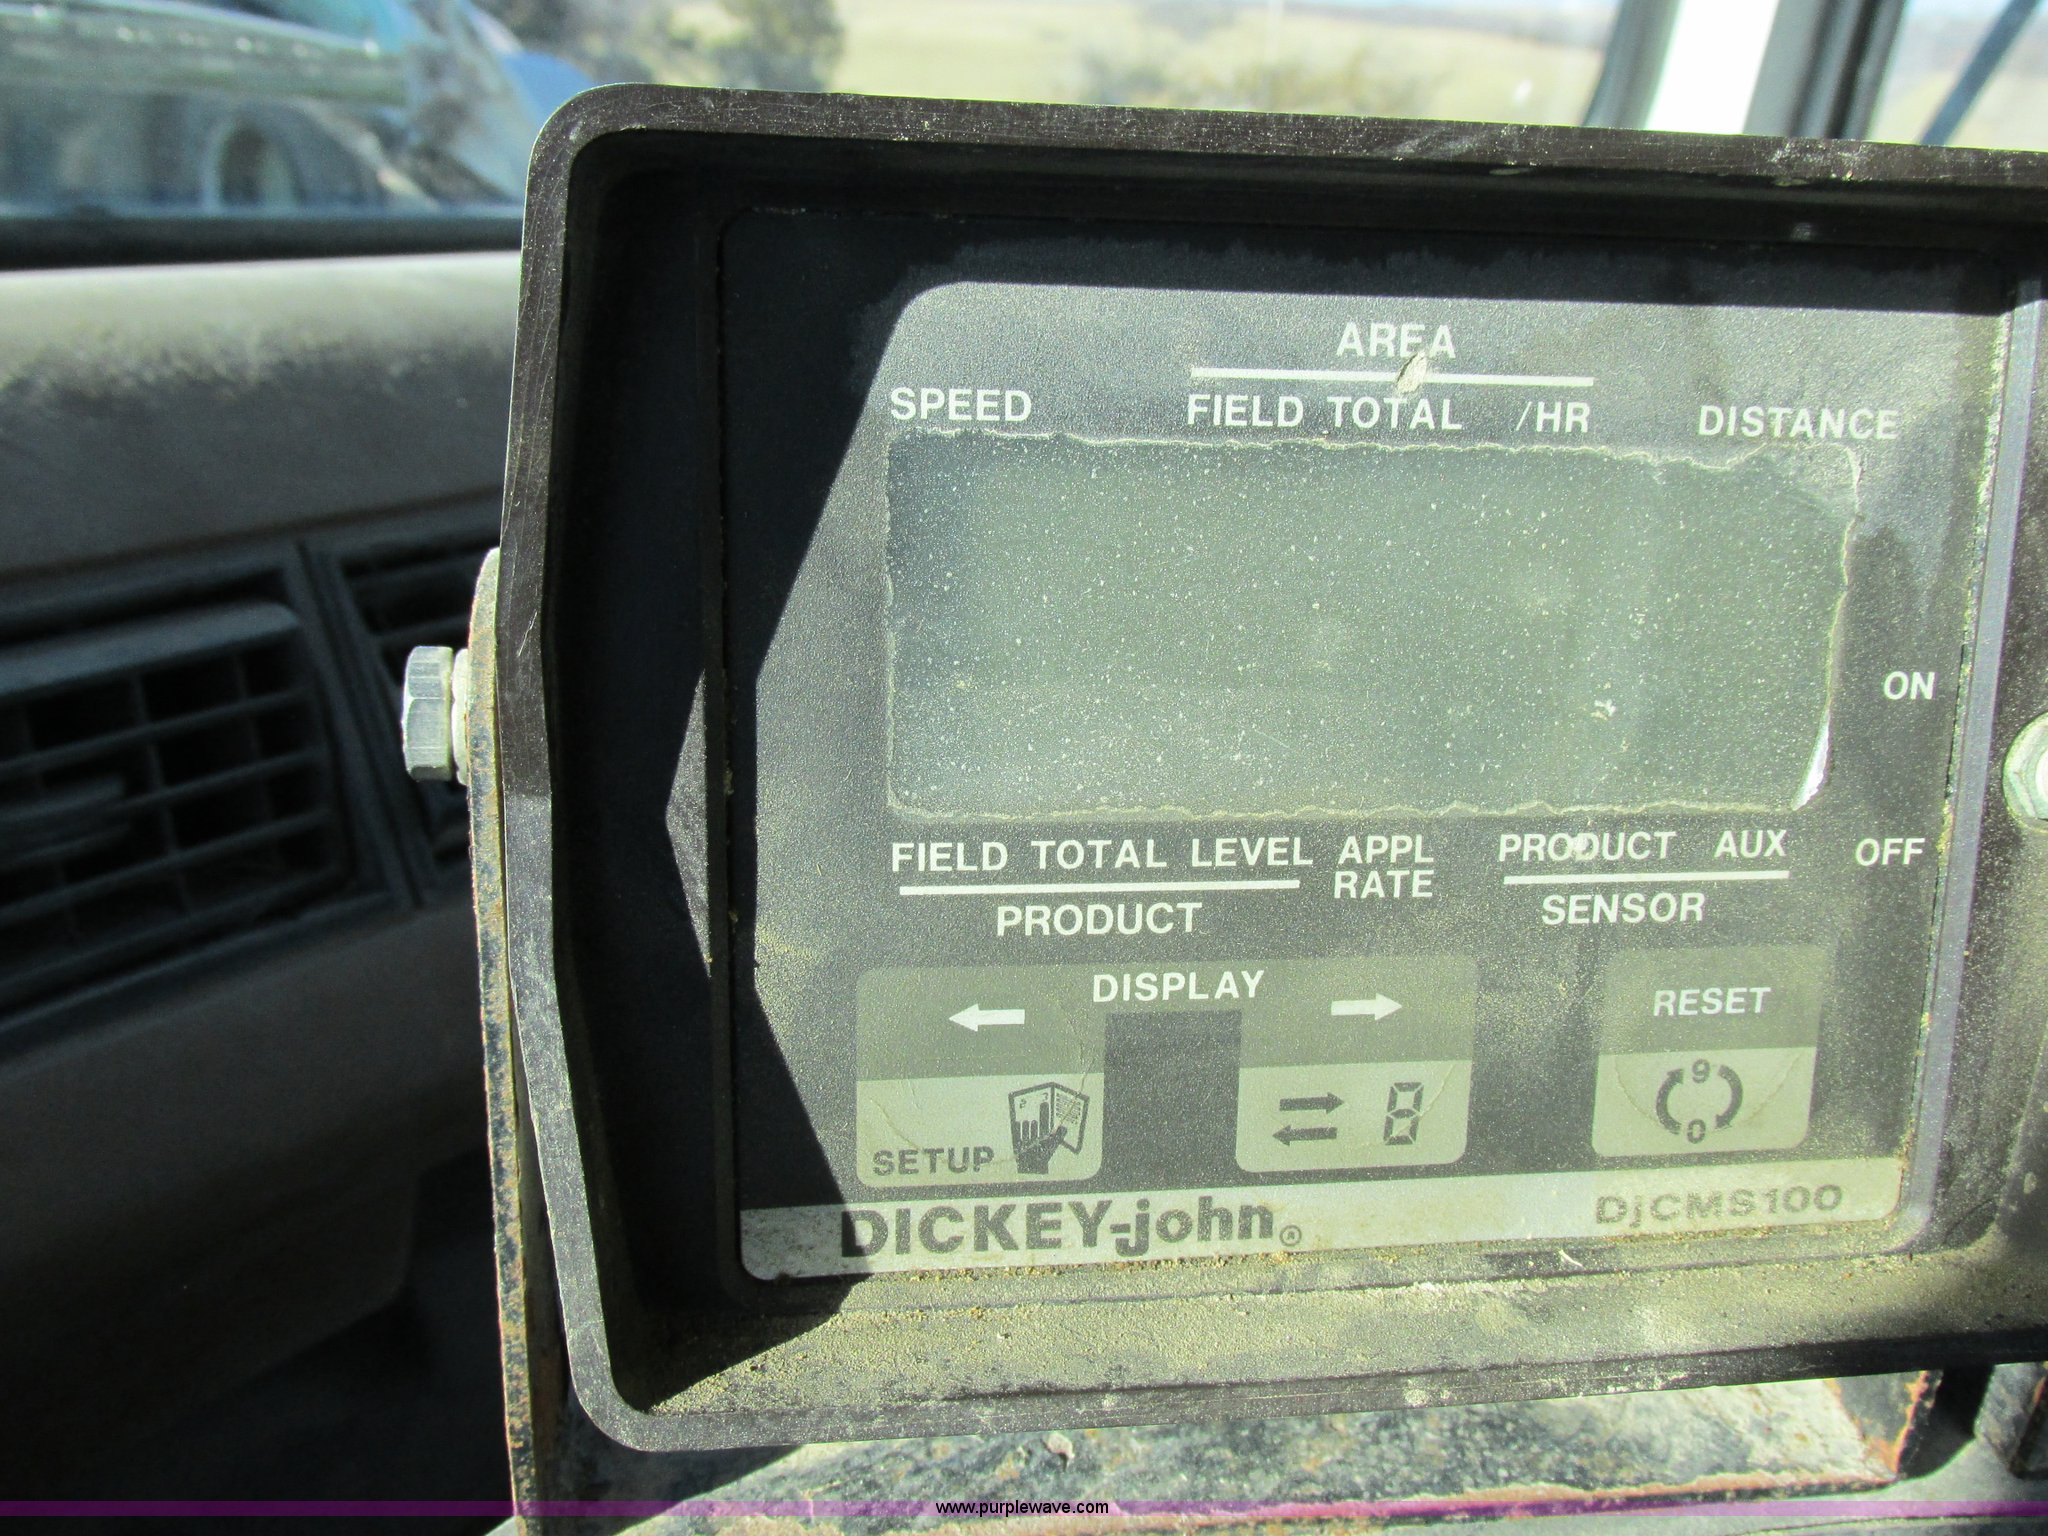 AREA
SPEED FIELD TOTAL /HR DISTANCE
ON
FIELD TOTAL LEVEL APPL RATE PRODUCT AUX OFF
PRODUCT SENSOR
DISPLAY
RESET
9
0
8
SETUP
DICKEY-john® DjCMS100
www.purplewave.com